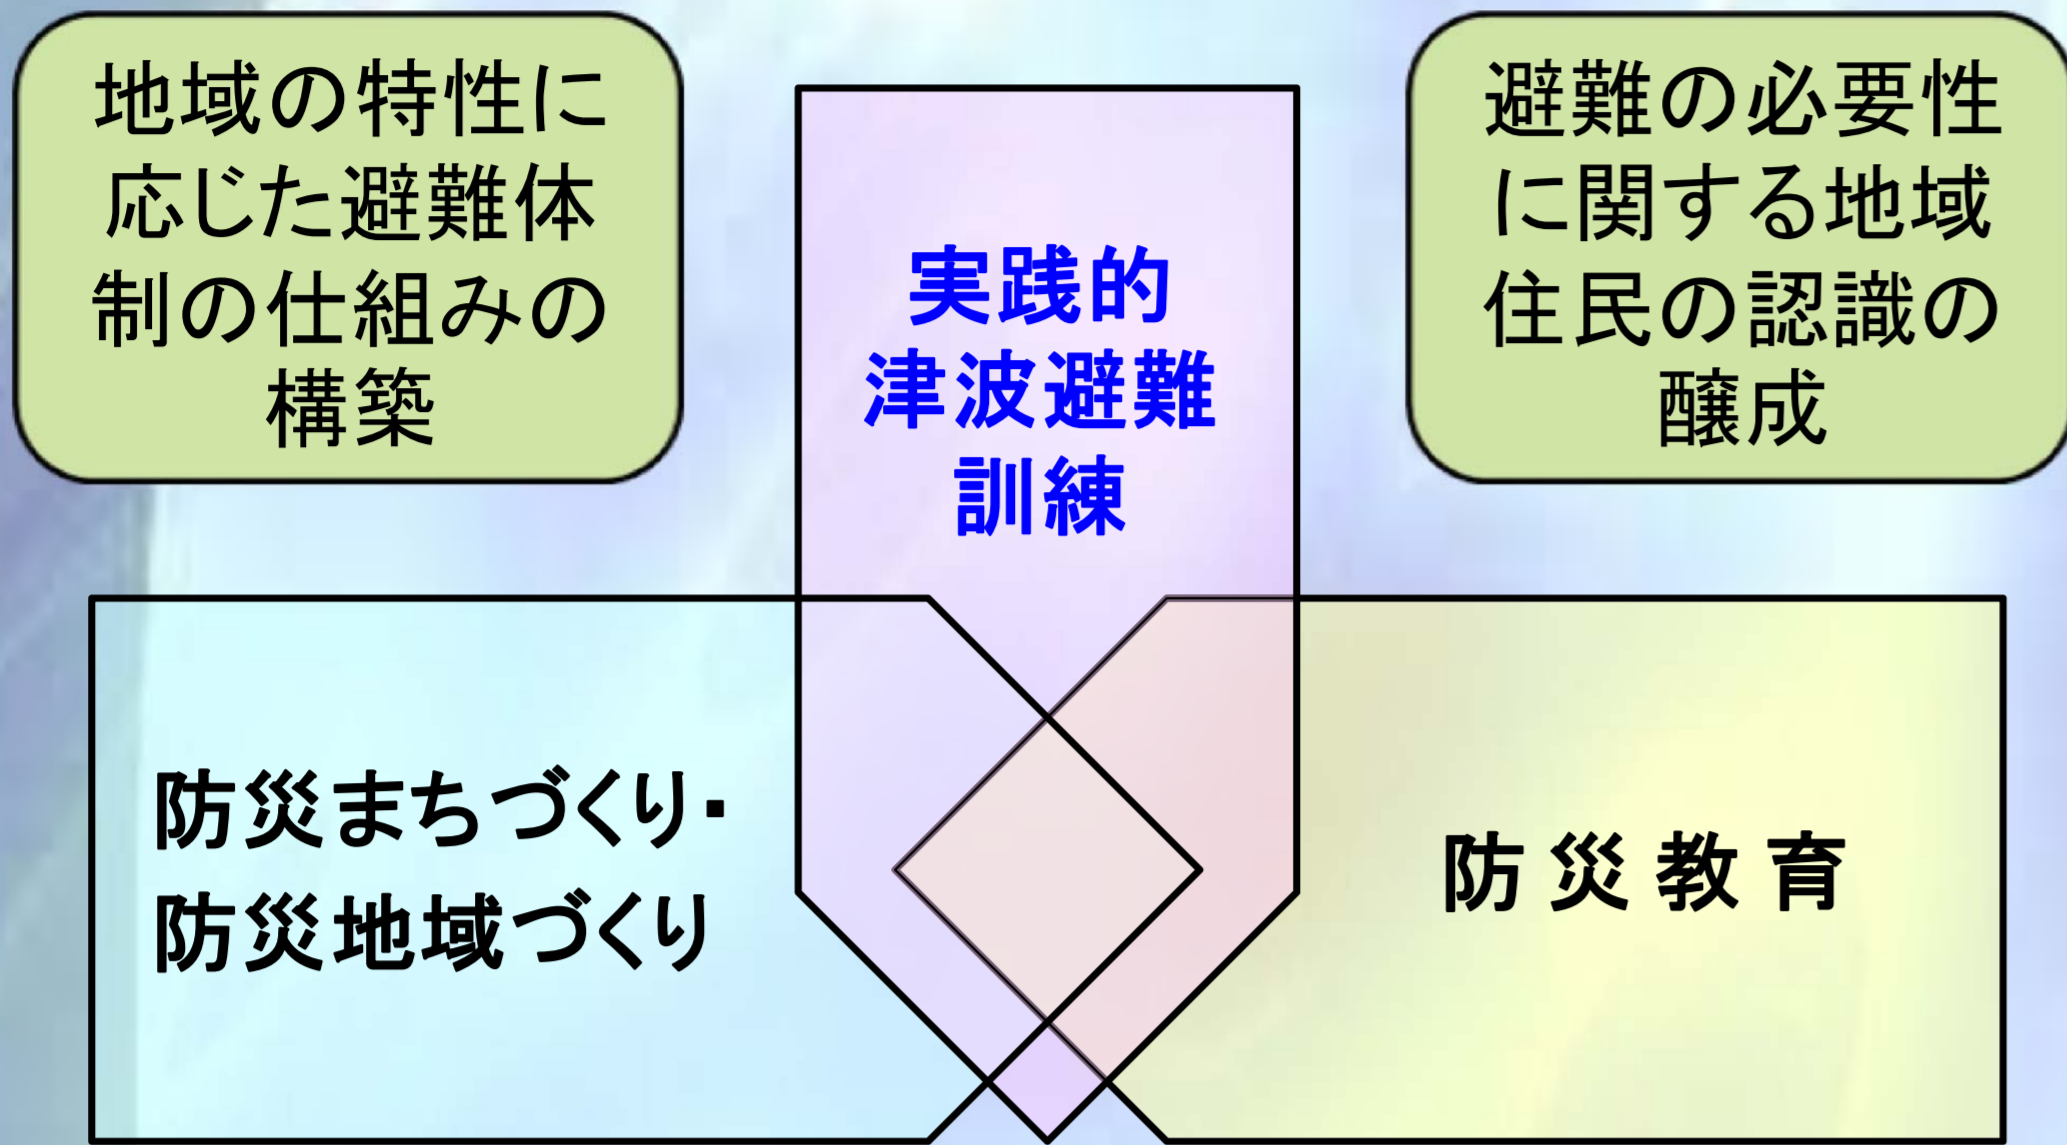 地域の特性に
応じた避難体
制の仕組みの
構築
実践的
津波避難
訓練
避難の必要性
に関する地域
住民の認識の
醸成
防災まちづくり・
防災地域づくり
防災教育